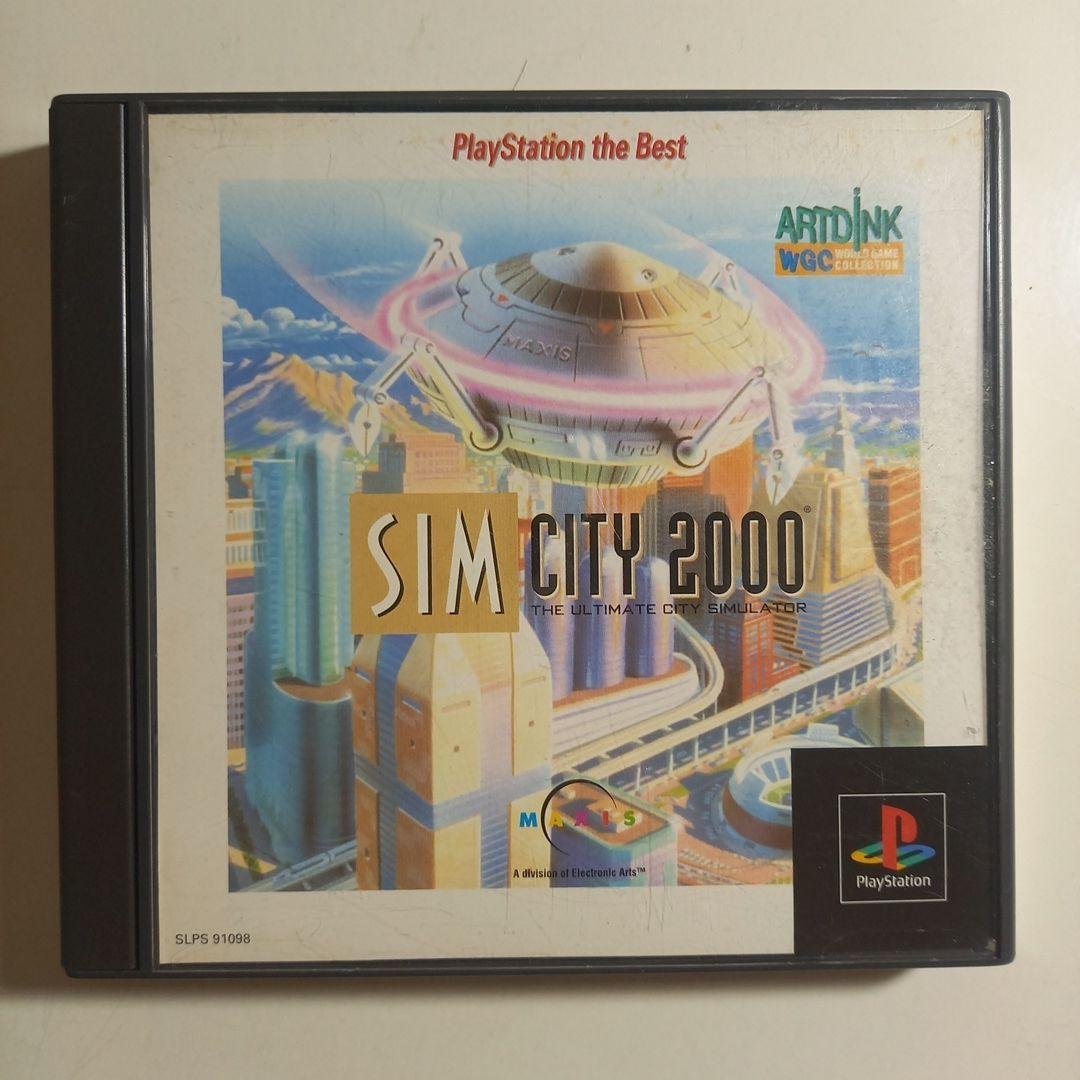 PlayStation the Best
ARTDINK
WGC WORLD GAME COLLECTION
MAXIS
SIM CITY 2000®
THE ULTIMATE CITY SIMULATOR
MAXIS
A division of Electronic Arts™
PlayStation
SLPS 91098